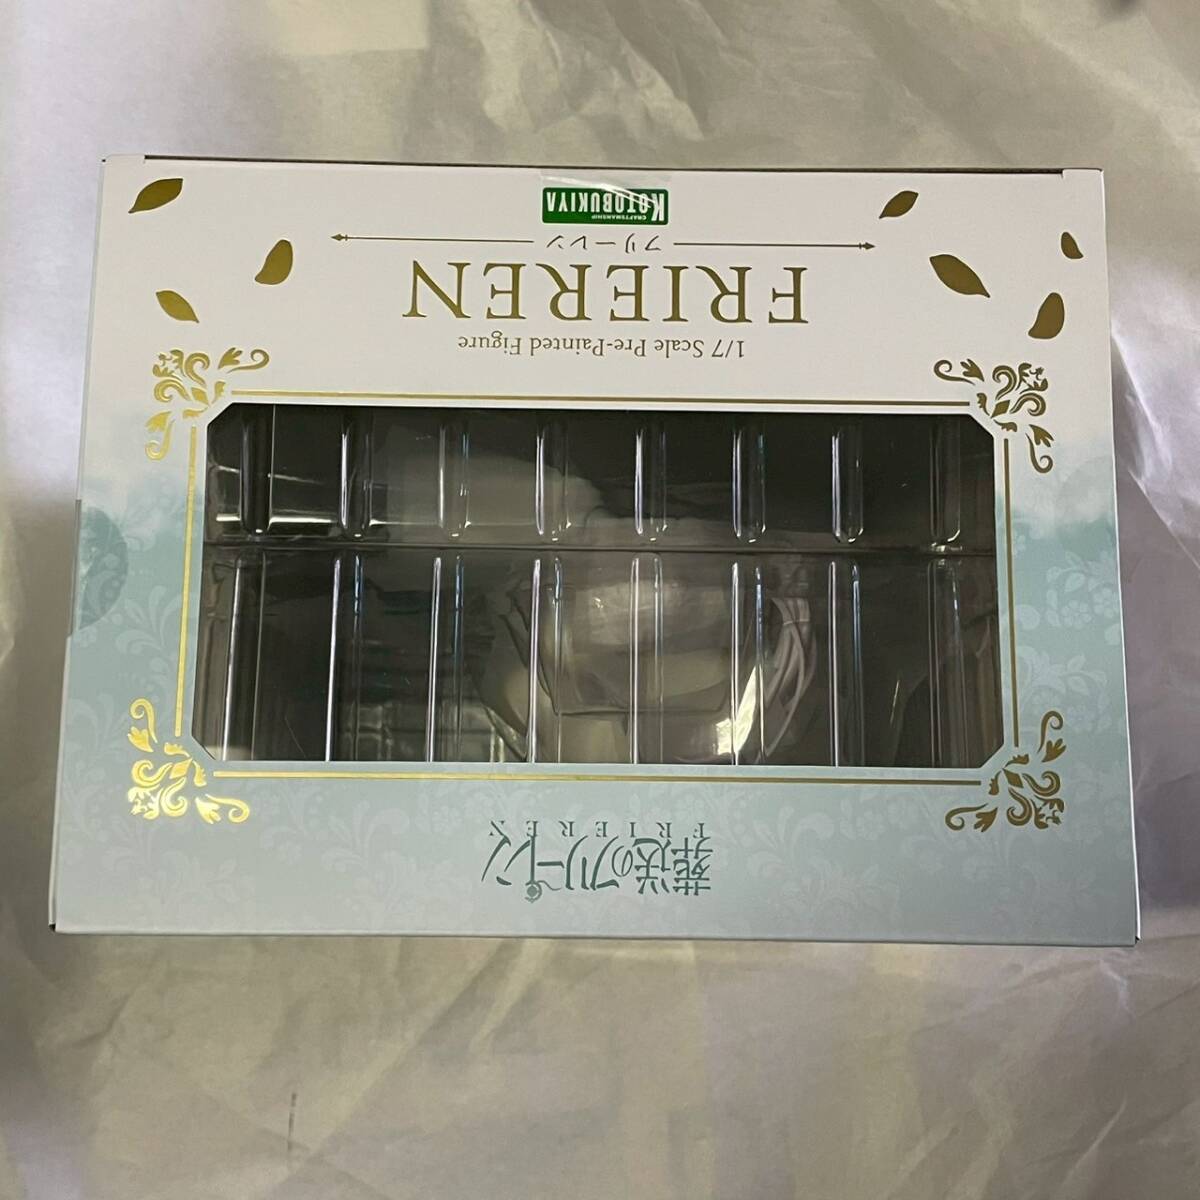 葬送のフリーレン
FRIEREN
1/7 Scale Pre-Painted Figure
FRIEREN
フリーレン
CRAFTSMANSHIP
KOTOBUKIYA